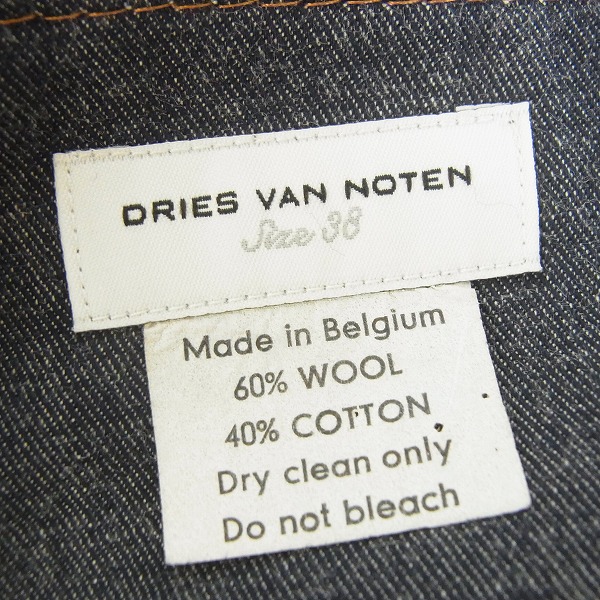 DRIES VAN NOTEN
Size 38
Made in Belgium
60% WOOL
40% COTTON
Dry clean only
Do not bleach